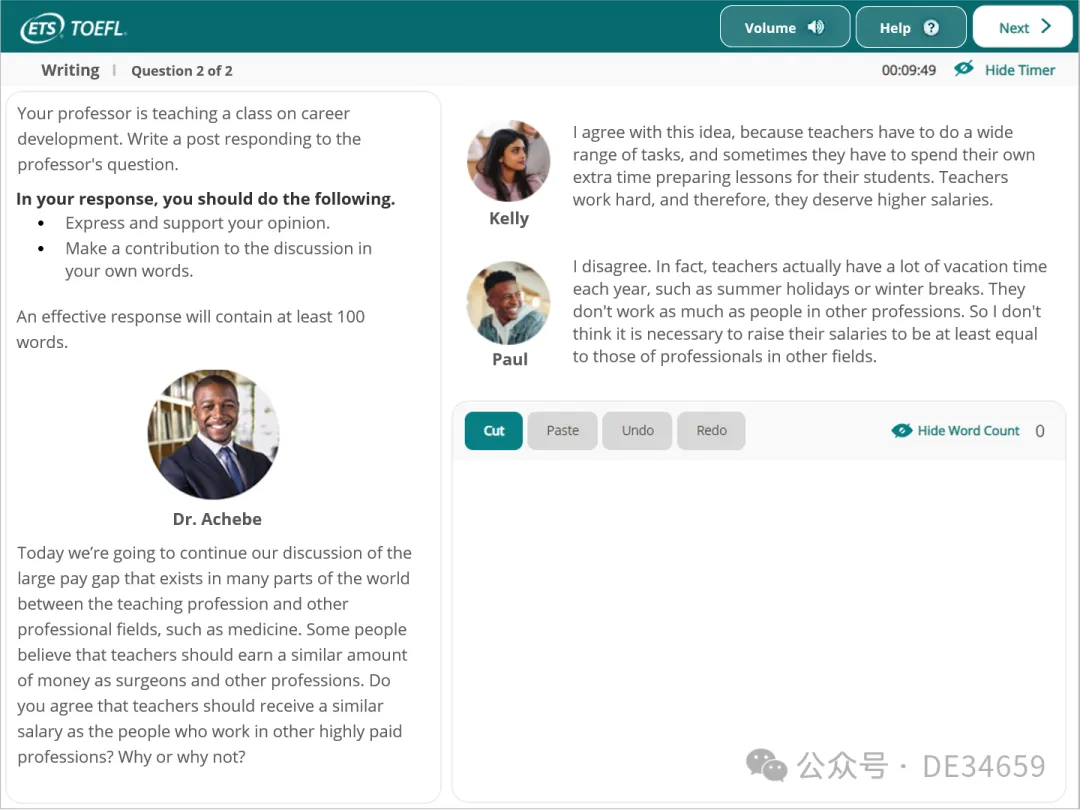 ETS TOEFL
Volume
Help ?
Next
Writing | Question 2 of 2
00:09:49 Hide Timer
Your professor is teaching a class on career
development. Write a post responding to the
professor's question.
In your response, you should do the following.
• Express and support your opinion.
• Make a contribution to the discussion in
your own words.
An effective response will contain at least 100
words.
Dr. Achebe
Today we’re going to continue our discussion of the
large pay gap that exists in many parts of the world
between the teaching profession and other
professional fields, such as medicine. Some people
believe that teachers should earn a similar amount
of money as surgeons and other professions. Do
you agree that teachers should receive a similar
salary as the people who work in other highly paid
professions? Why or why not?
I agree with this idea, because teachers have to do a wide
range of tasks, and sometimes they have to spend their own
extra time preparing lessons for their students. Teachers
work hard, and therefore, they deserve higher salaries.
Kelly
I disagree. In fact, teachers actually have a lot of vacation time
each year, such as summer holidays or winter breaks. They
don't work as much as people in other professions. So I don't
think it is necessary to raise their salaries to be at least equal
to those of professionals in other fields.
Paul
Cut
Paste
Undo
Redo
Hide Word Count 0
公众号 · DE34659